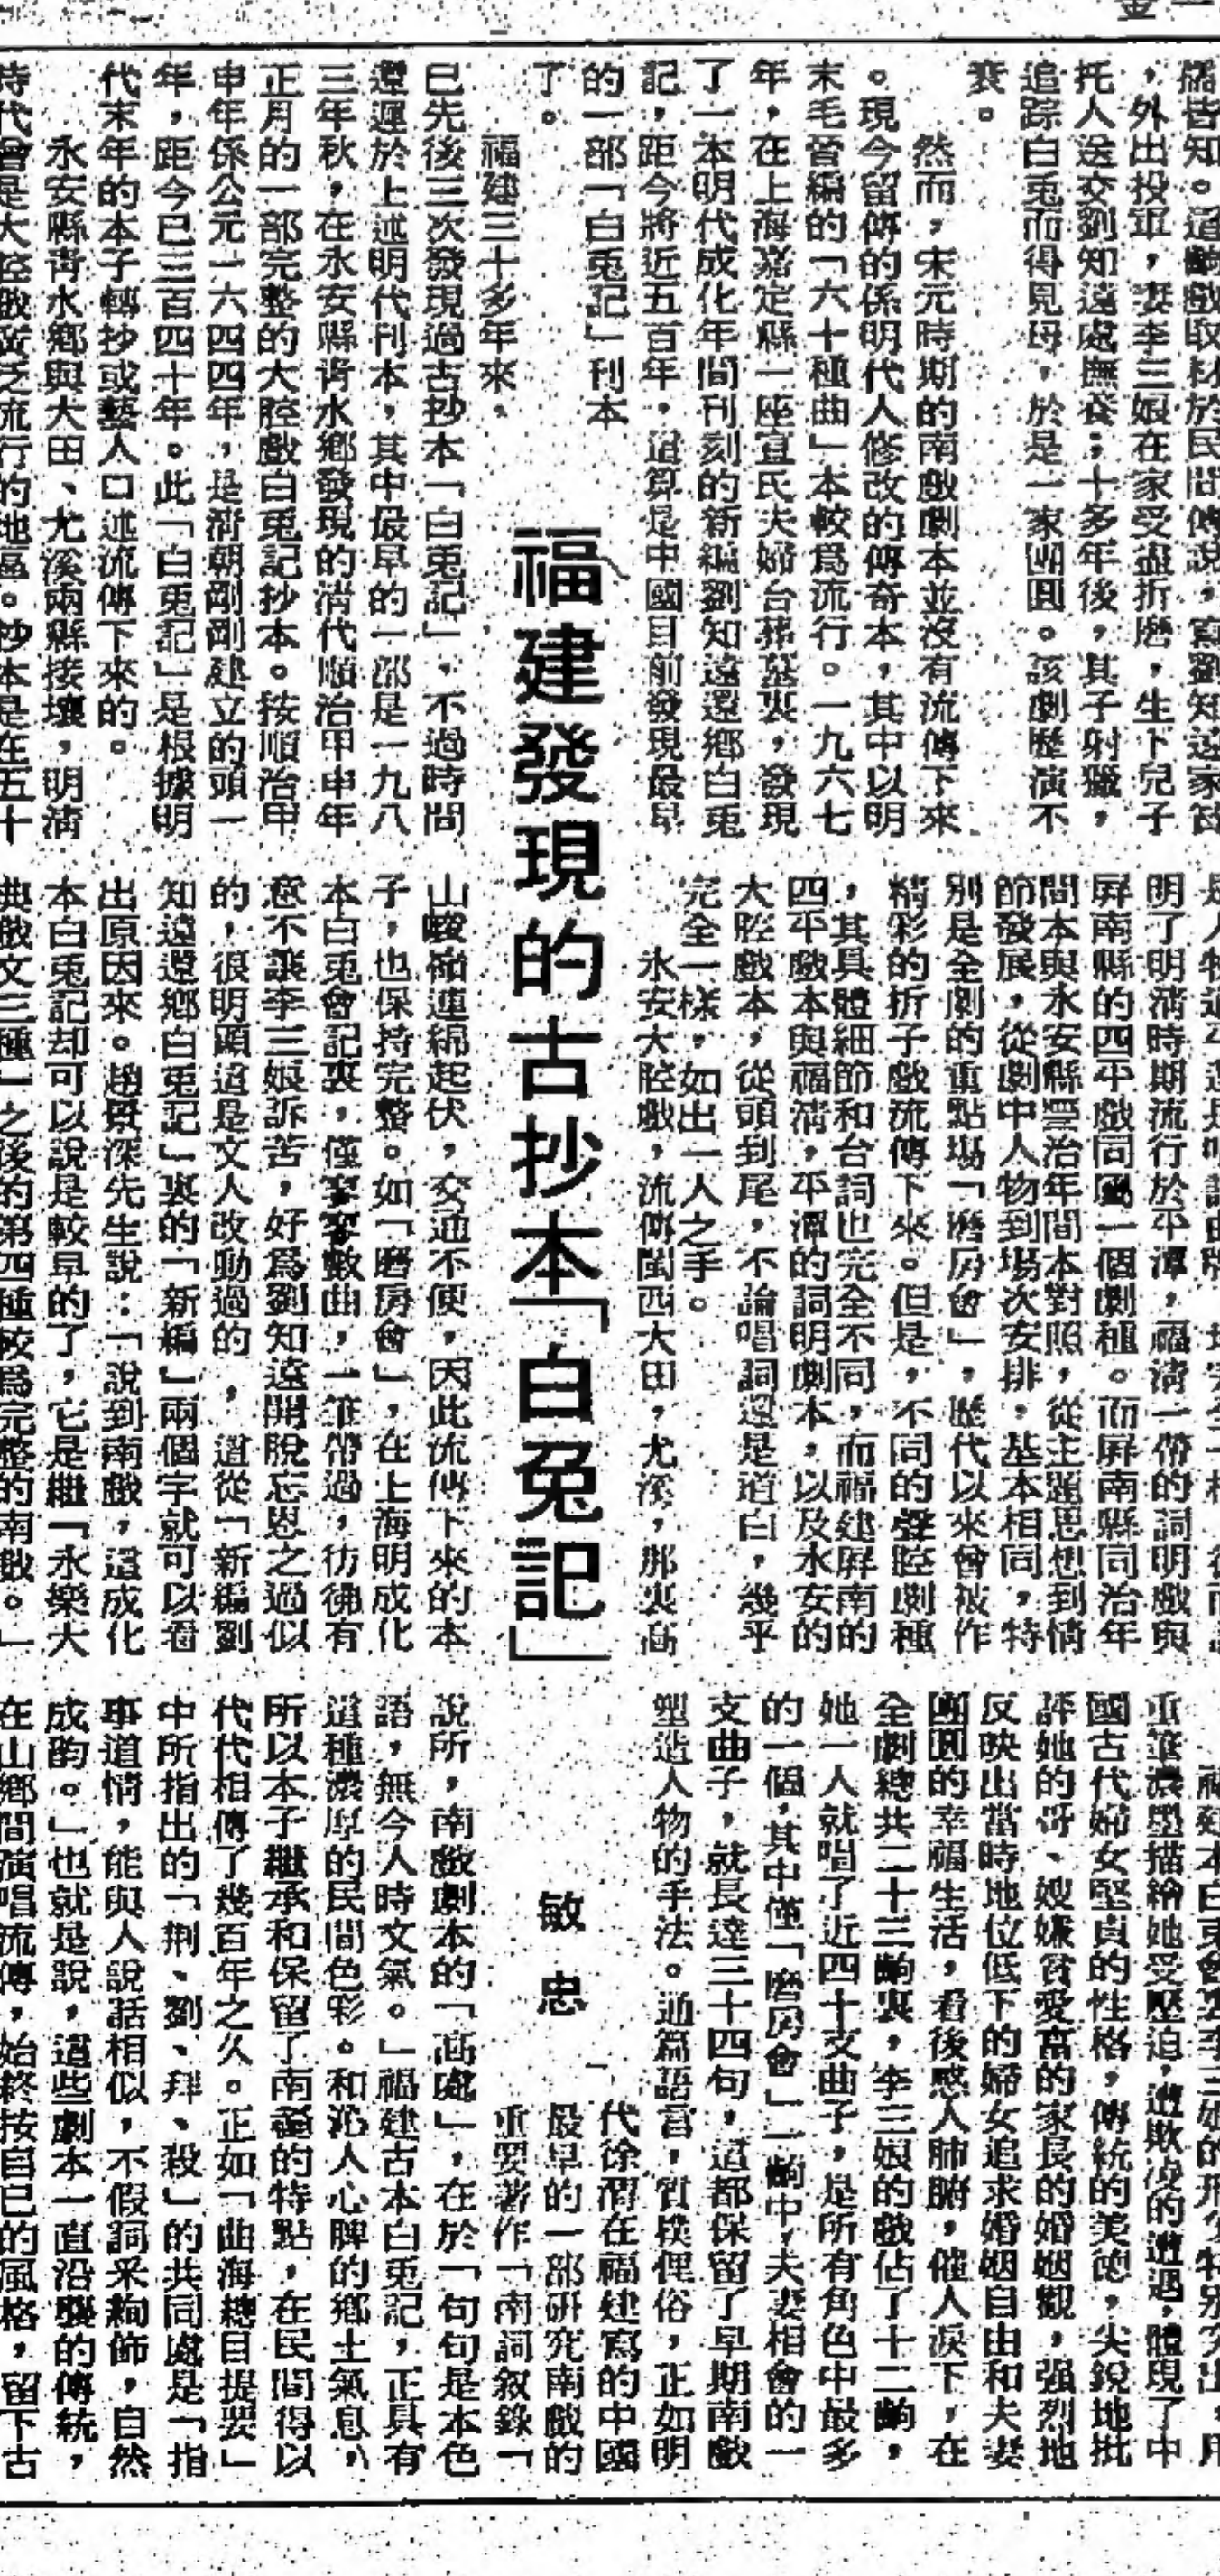 福建發現的古抄本「白兔記」
敏忠
儒皆知。這齣戲取材於民間傳說,寫劉知遠家貧
,外出投軍,妻李三娘在家受盡折磨,生下兒子
托人送交劉知遠處撫養;十多年後,其子射獵,
追踪白兎而得見母,於是一家團圓。該劇歷演不
衰。
然而,宋元時期的南戲劇本並沒有流傳下來
。現今留傳的係明代人修改的傳奇本,其中以明
末毛晉編的「六十種曲」本較爲流行。一九六七
年,在上海嘉定縣一座宣氏夫婦合葬墓裏,發現
了一本明代成化年間刊刻的新編劉知遠還鄉白兎
記,距今將近五百年,這算是中國目前發現最早
的一部「白兎記」刊本
了。
福建三十多年來,
已先後三次發現過古抄本「白兎記」,不過時間
遲於上述明代刊本,其中最早的一部是一九八
三年秋,在永安縣青水鄉發現的清代順治甲申年
正月的一部完整的大腔戲白兎記抄本。按順治甲
申年係公元一六四四年,是清朝剛剛建立的頭一
年,距今已三百四十年。此「白兎記」是根據明
代末年的本子轉抄或藝人口述流傳下來的。
永安縣青水鄉與大田、尤溪兩縣接壤,明清
時代曾是大腔戲廣泛流行的地區。抄本是在五十
明了明清時期流行於平潭,福清一帶的詞明戲與
屏南縣的四平戲同屬一個劇種。而屏南縣同治年
間本與永安縣順治年間本對照,從主題思想到情
節發展,從劇中人物到場次安排,基本相同,特
別是全劇的重點場「磨房會」,歷代以來曾被作
精彩的折子戲流傳下來。但是,不同的聲腔劇種
,其具體細節和台詞也完全不同,而福建屏南的
四平戲本與福清,平潭的詞明劇本,以及永安的
大腔戲本,從頭到尾,不論唱詞還是道白,幾乎
完全一樣,如出一人之手。
永安大腔戲,流傳閩西大田,尤溪,那裏高
山峻嶺連綿起伏,交通不便,因此流傳下來的本
子,也保持完整。如「磨房會」,在上海明成化
本白兎會記裏,僅寥寥數曲,一筆帶過,彷彿有
意不讓李三娘訴苦,好爲劉知遠開脫忘恩之過似
的,很明顯這是文人改動過的,這從「新編劉
知遠還鄉白兎記」裏的「新編」兩個字就可以看
出原因來。趙景深先生說:「說到南戲,這成化
本白兎記却可以說是較早的了,它是繼「永樂大
典戲文三種」之後的第四種較爲完整的南戲。」
福建本白兎會裏李三娘的形象特別突出,用
重筆濃墨描繪她受壓迫,遭欺凌的遭遇,體現了中
國古代婦女堅貞的性格,傳統的美德,尖銳地批
評她的哥、嫂嫌貧愛富的家長的婚姻觀,强烈地
反映出當時地位低下的婦女追求婚姻自由和夫妻
團圓的幸福生活,看後感人肺腑,催人淚下,在
全劇總共二十三齣裏,李三娘的戲佔了十二齣,
她一人就唱了近四十支曲子,是所有角色中最多
的一個,其中僅「磨房會」一齣中,夫妻相會的一
支曲子,就長達三十四句,這都保留了早期南戲
塑造人物的手法。通篇語言,質樸俚俗,正如明
代徐渭在福建寫的中國
最早的一部研究南戲的
重要著作「南詞敘錄「
說所,南戲劇本的「高處」,在於「句句是本色
語,無今人時文氣。」福建古本白兎記,正具有
這種濃厚的民間色彩。和沁人心脾的鄉土氣息,
所以本子繼承和保留了南戲的特點,在民間得以
代代相傳了幾百年之久。正如「曲海總目提要」
中所指出的「荆、劉、拜、殺」的共同處是「指
事道情,能與人說話相似,不假詞采絢飾,自然
成韵。」也就是說,這些劇本一直沿襲的傳統,
在山鄉間演唱流傳,始終按自己的風格,留下古